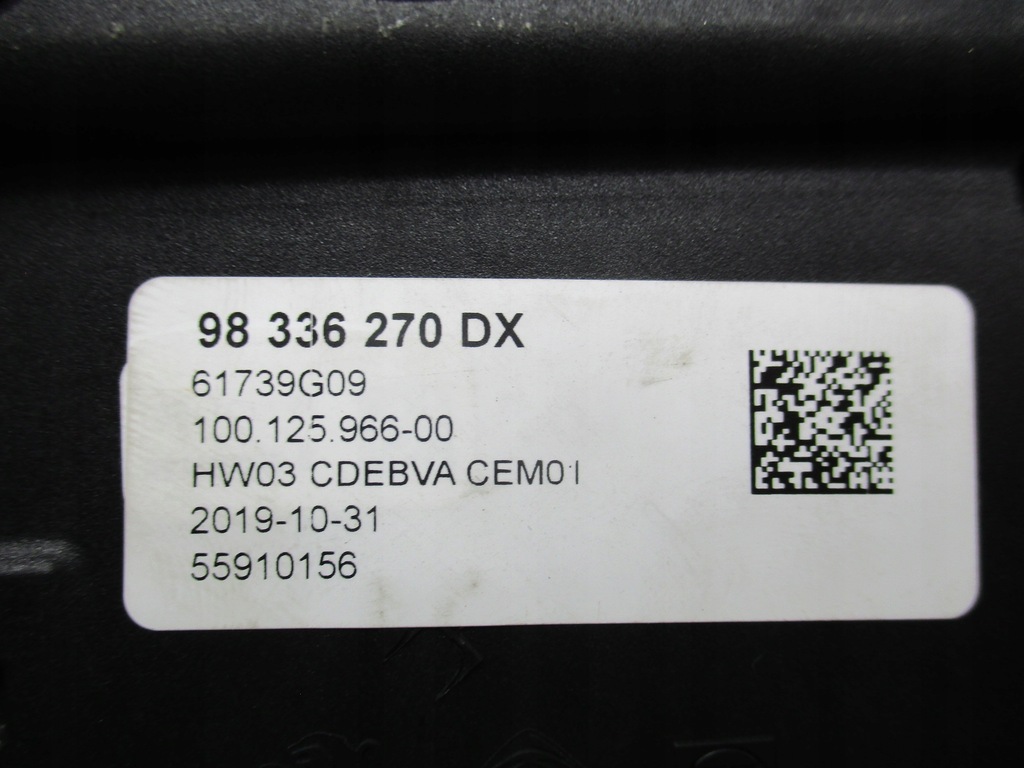 98 336 270 DX
61739G09
100.125.966-00
HW03 CDEBVA CEM01
2019-10-31
55910156